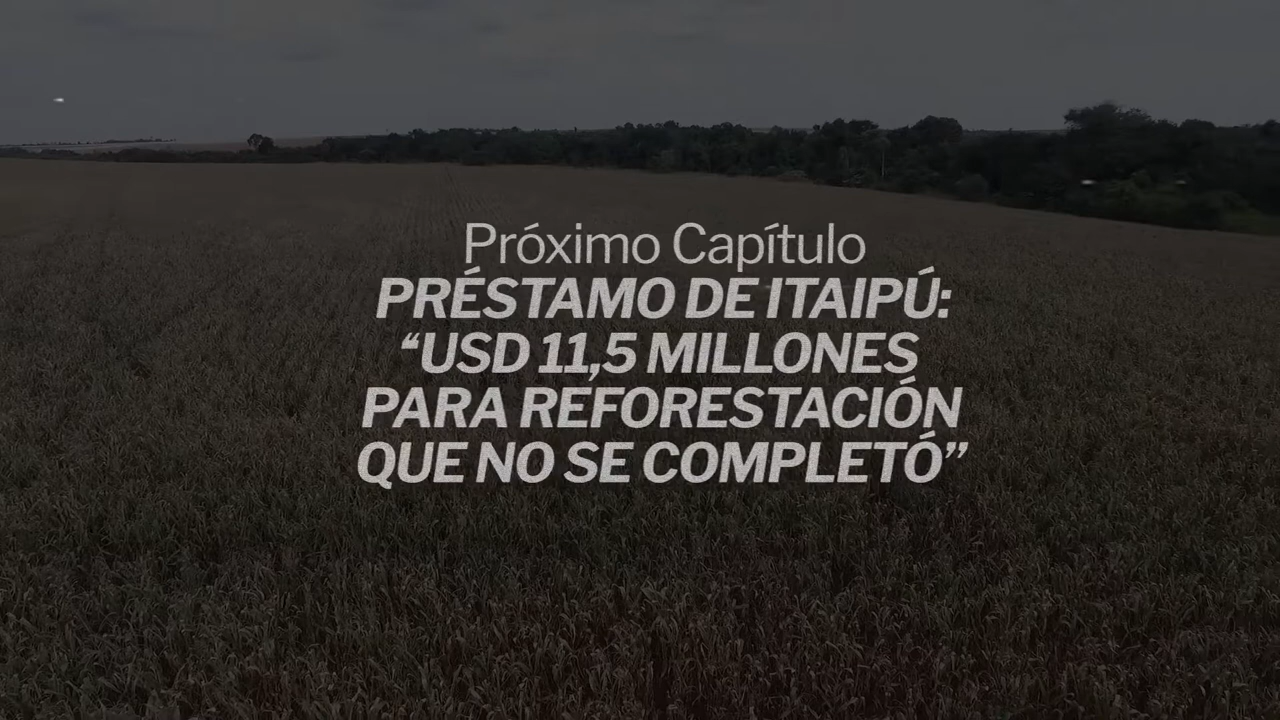 Próximo Capítulo
PRÉSTAMO DE ITAIPÚ:
“USD 11,5 MILLONES
PARA REFORESTACIÓN
QUE NO SE COMPLETÓ”